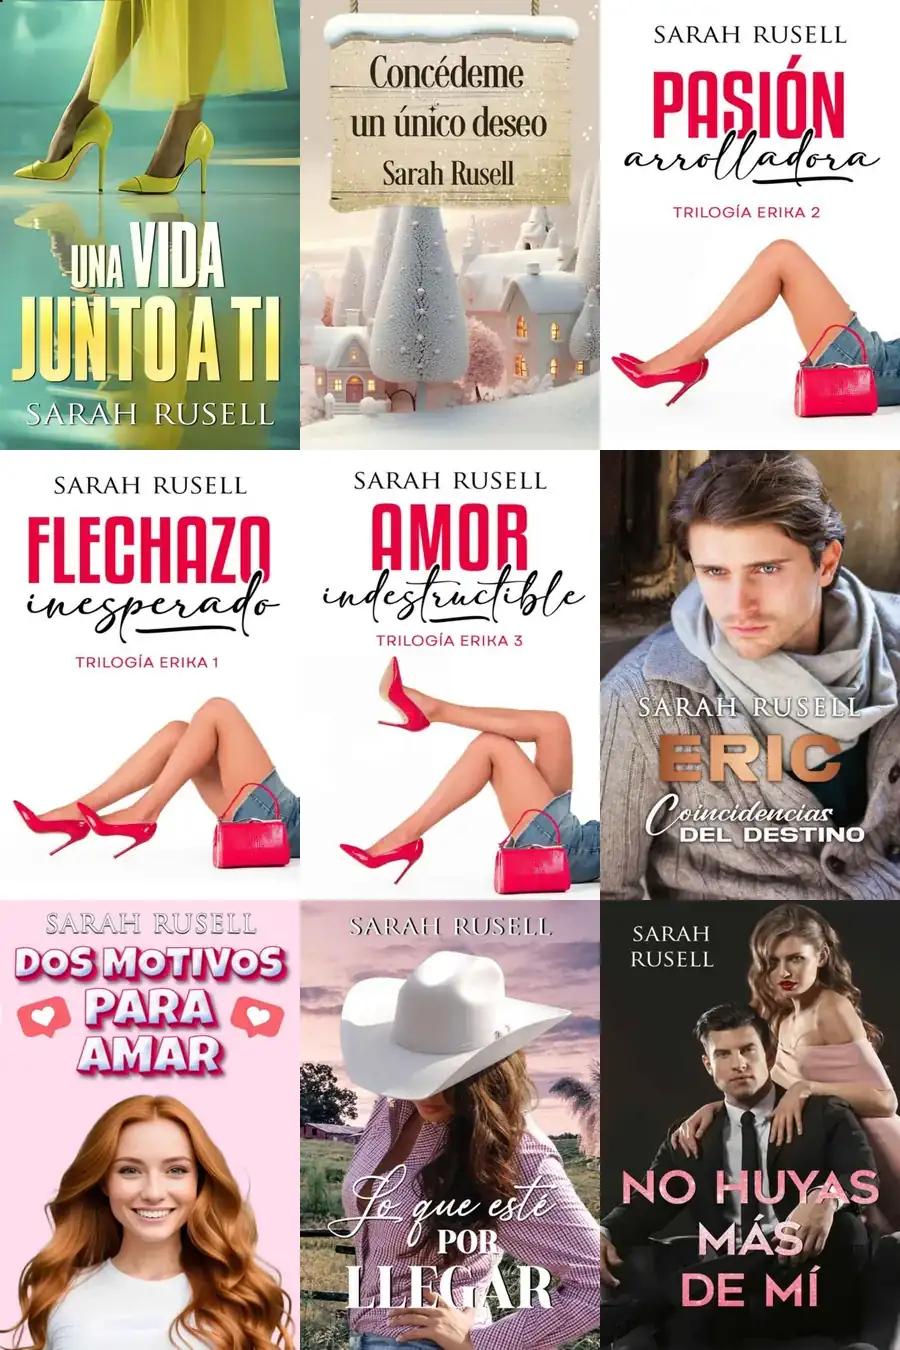 UNA VIDA
JUNTO A TI
SARAH RUSELL
Concédeme
un único deseo
Sarah Rusell
SARAH RUSELL
PASIÓN
arrolladora
TRILOGÍA ERIKA 2
SARAH RUSELL
FLECHAZO
inesperado
TRILOGÍA ERIKA 1
SARAH RUSELL
AMOR
indestructible
TRILOGÍA ERIKA 3
SARAH RUSELL
ERIC
Coincidencias
DEL DESTINO
SARAH RUSELL
DOS MOTIVOS
PARA
AMAR
SARAH RUSELL
Lo que esté
POR
LLEGAR
SARAH
RUSELL
NO HUYAS
MÁS
DE MÍ